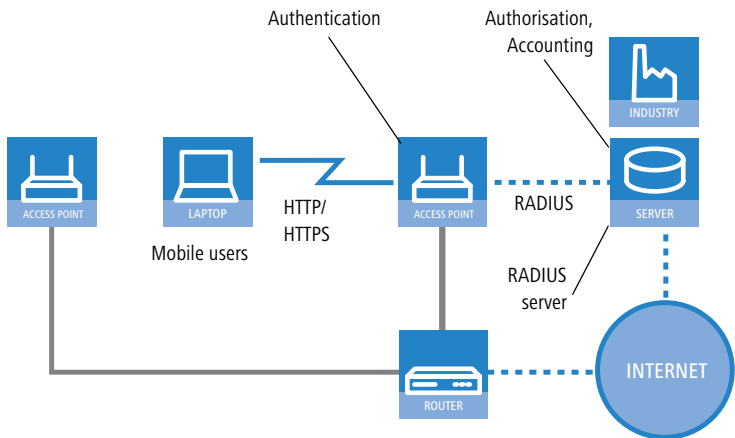 Authentication
Authorisation,
Accounting
INDUSTRY
ACCESS POINT
LAPTOP
ACCESS POINT
SERVER
HTTP/
HTTPS
RADIUS
Mobile users
RADIUS
server
INTERNET
ROUTER